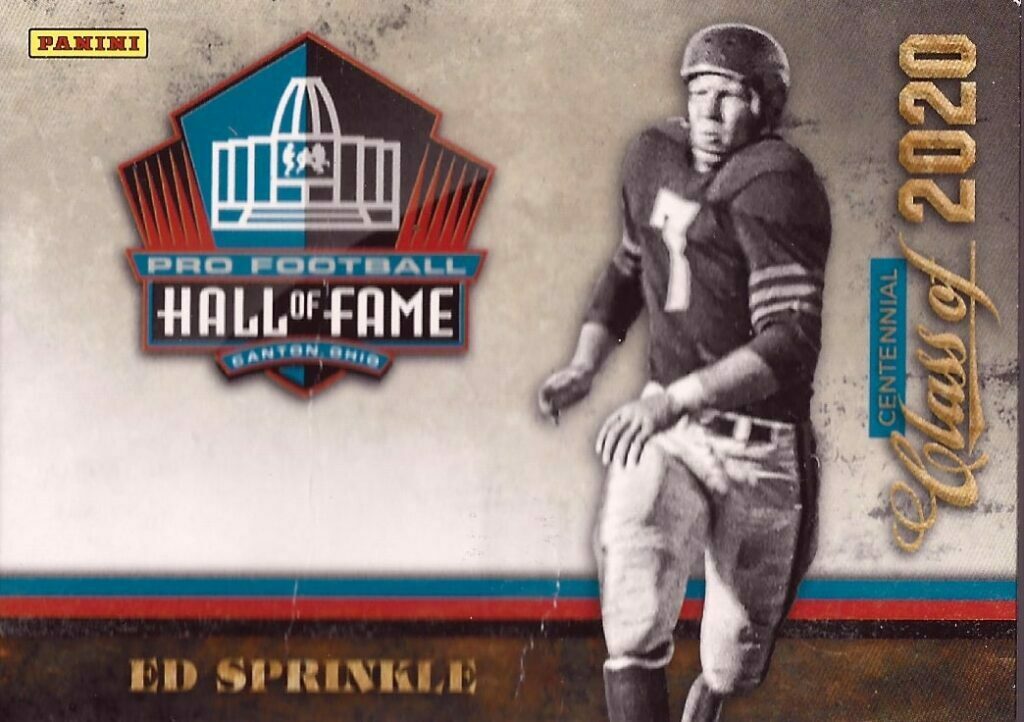 PANINI
PRO FOOTBALL
HALL OF FAME
CANTON, OHIO
7
CENTENNIAL
Class of 2020
ED SPRINKLE